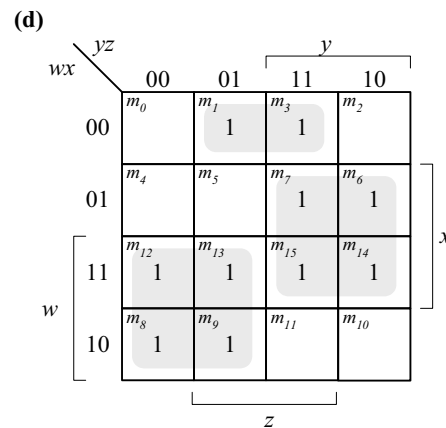 (d)
yz
wx
y
00 01 11 10
m0 m1 m3 m2
00 1 1
m4 m5 m7 m6
01 1 1
x
m12 m13 m15 m14
11 1 1 1 1
w
m8 m9 m11 m10
10 1 1
z